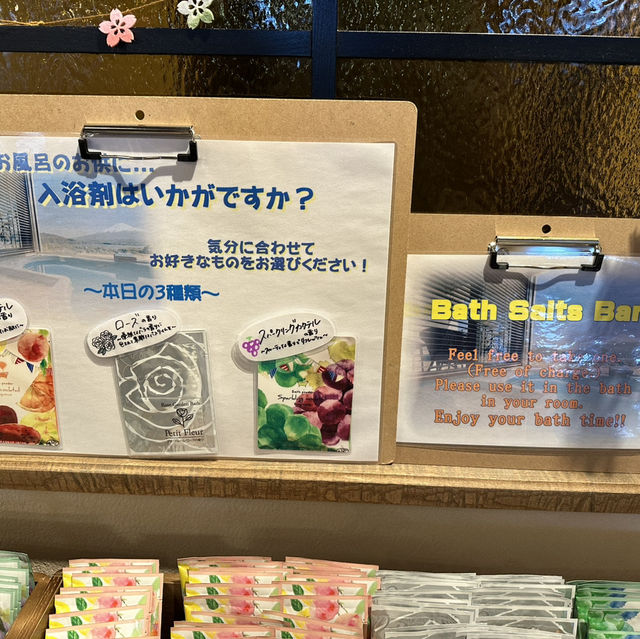 お風呂のお供に...
入浴剤はいかがですか？
気分に合わせて
お好きなものをお選びください！
～本日の3種類～
ローズの香り
スパークリングカクテル
の香り
Rose Garden Bath
Petit Fleur
Bath Salts Bar
Feel free to take one.
(Free of charge)
Please use it in the bath
in your room.
Enjoy your bath time!!